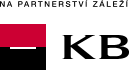 NA PARTNERSTVÍ ZÁLEŽÍ
KB